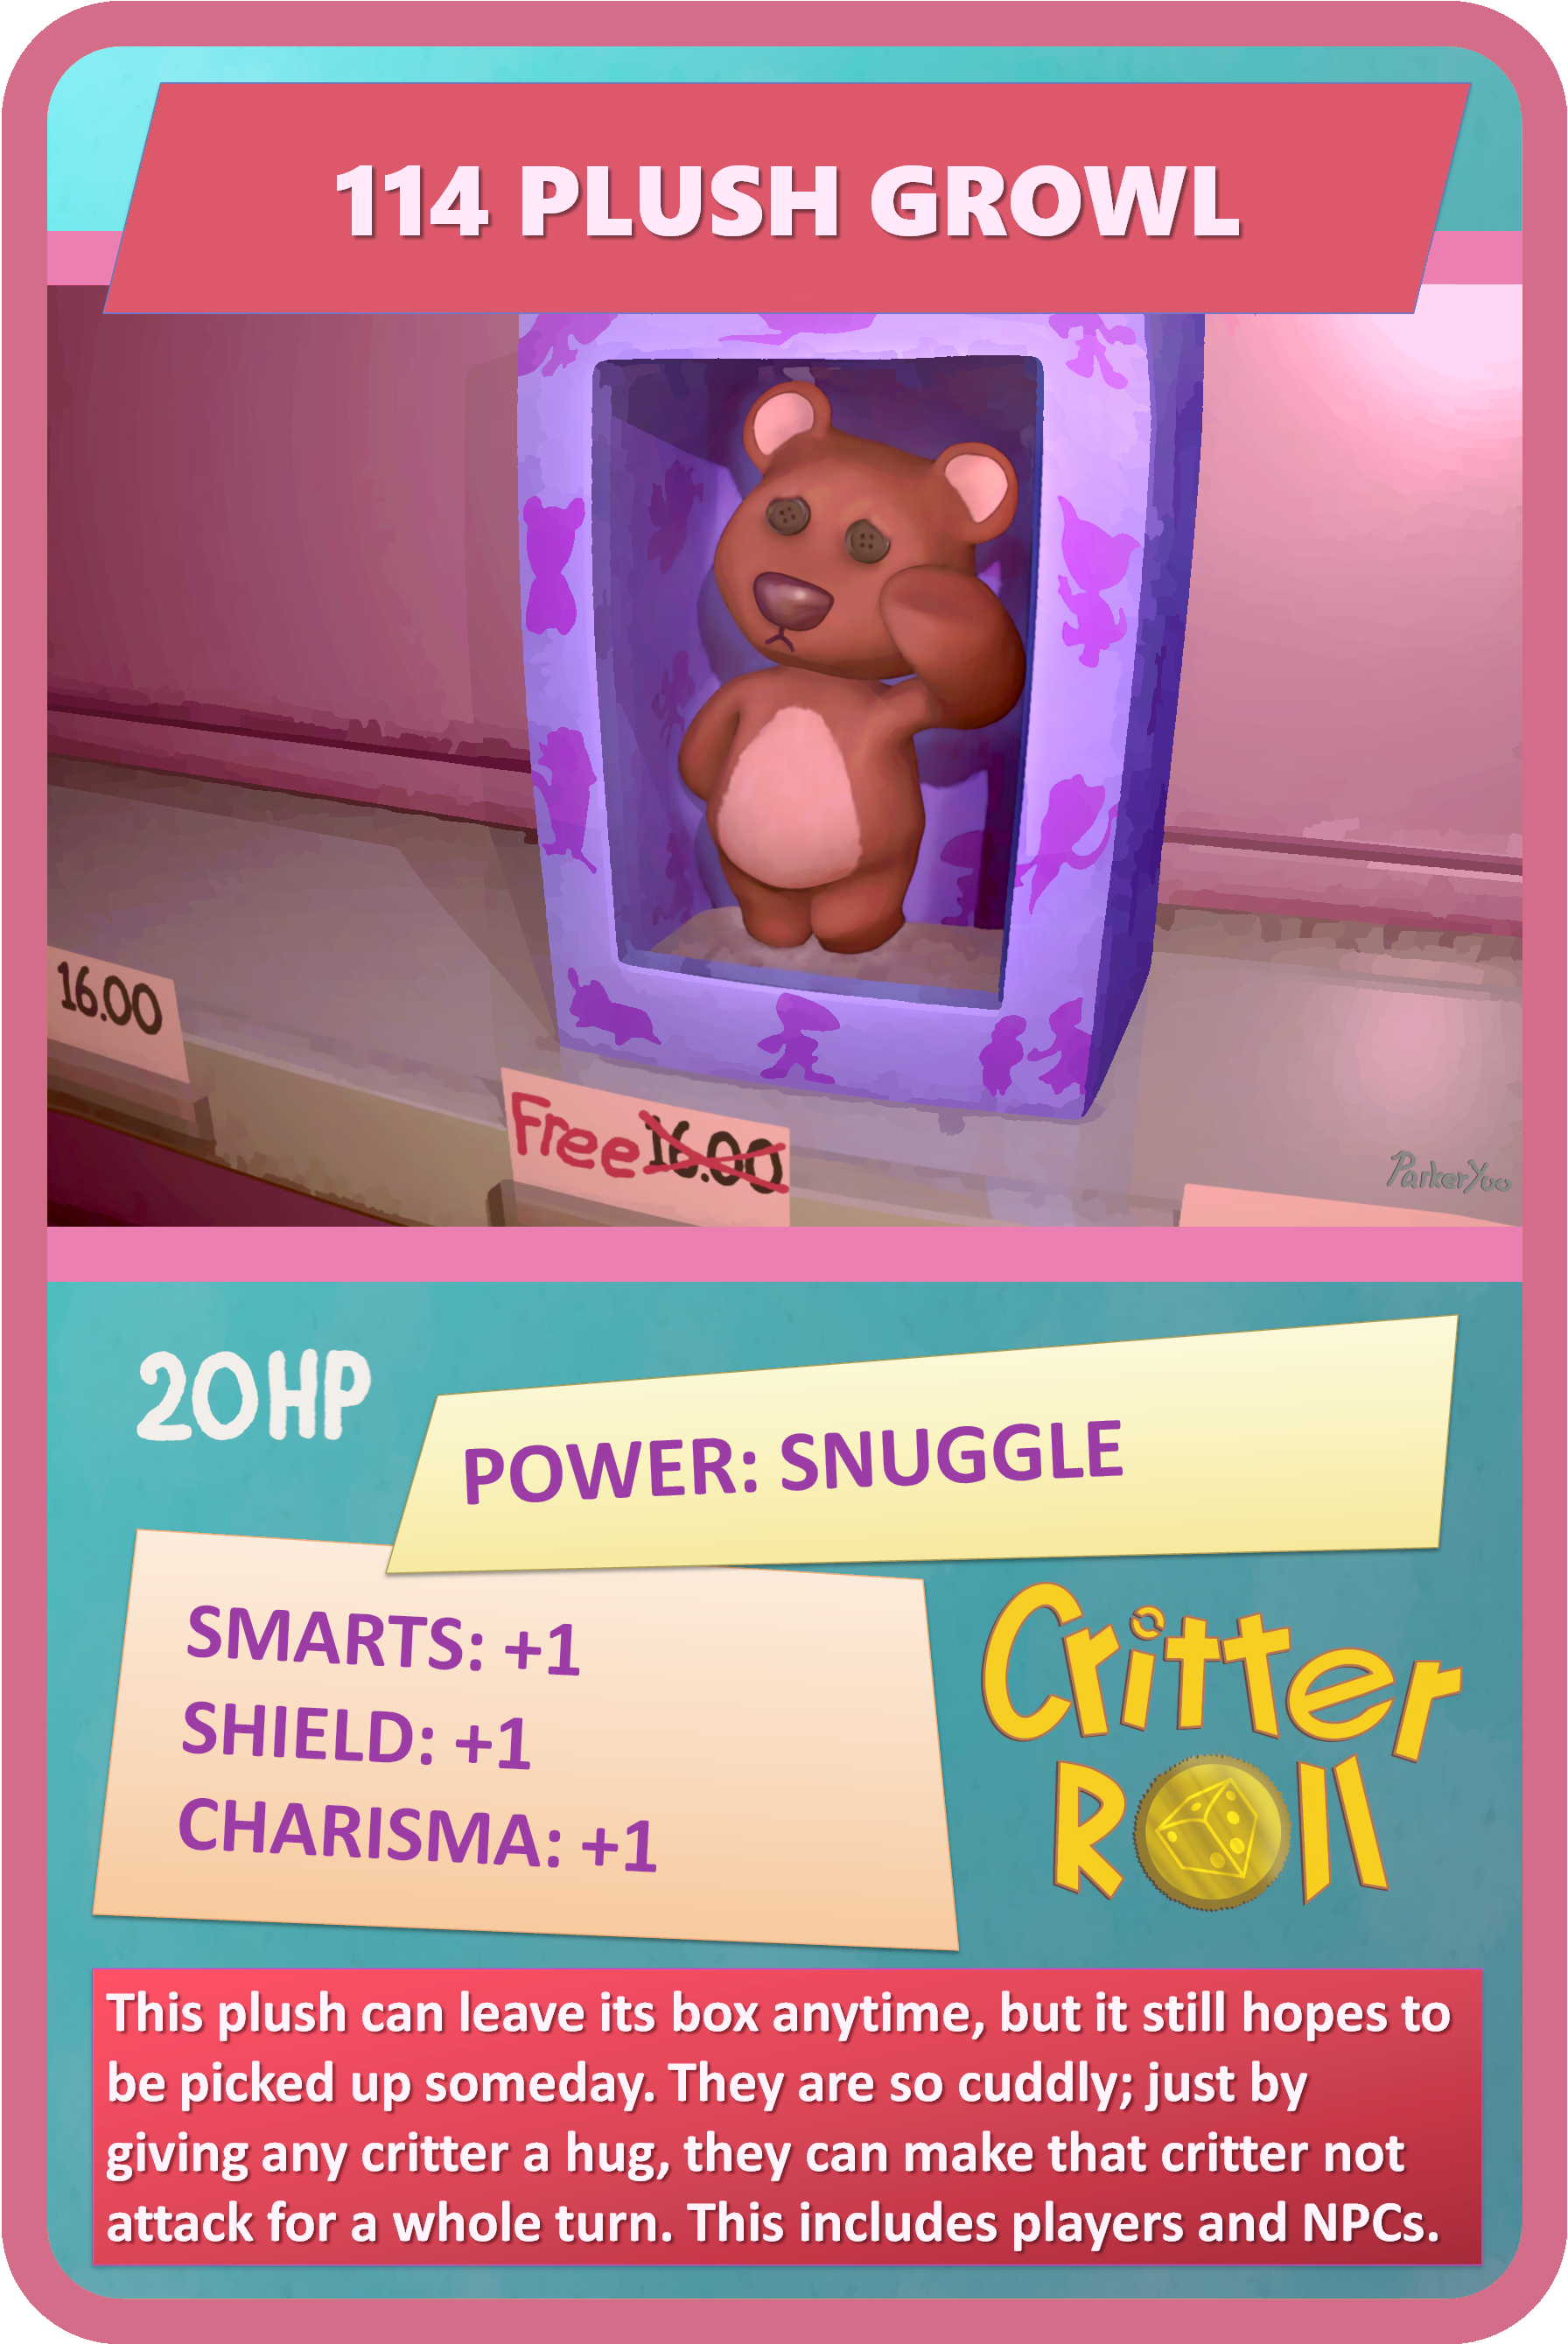 114 PLUSH GROWL
16.00
Free 16.00
ParkerYoo
20HP
POWER: SNUGGLE
SMARTS: +1
SHIELD: +1
CHARISMA: +1
Critter
Roll
This plush can leave its box anytime, but it still hopes to
be picked up someday. They are so cuddly; just by
giving any critter a hug, they can make that critter not
attack for a whole turn. This includes players and NPCs.